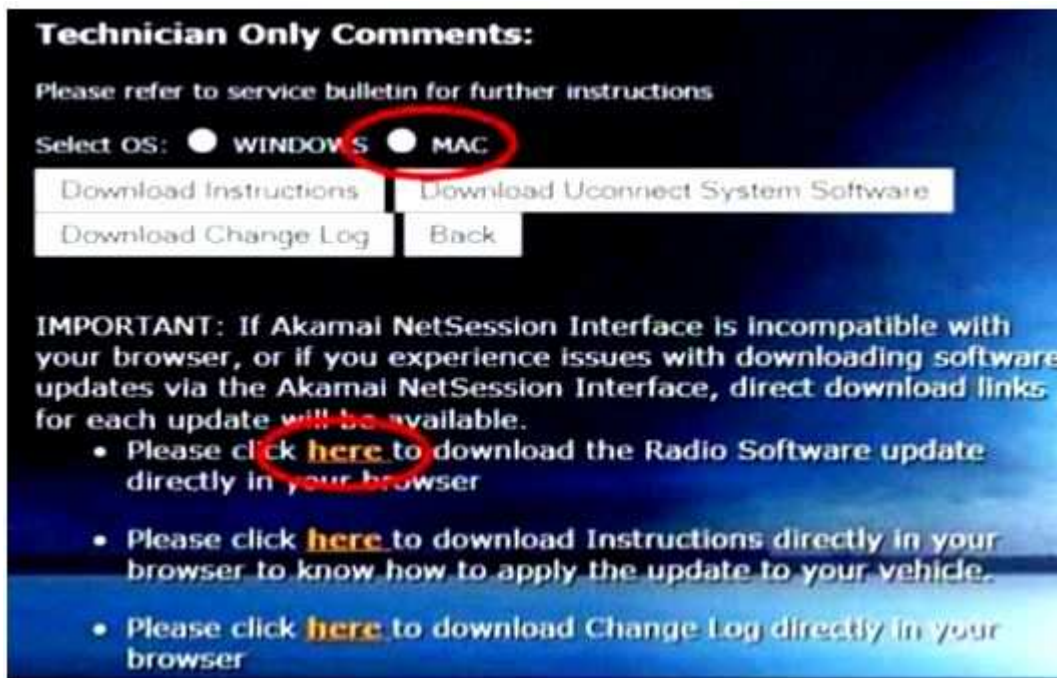 Technician Only Comments:
Please refer to service bulletin for further instructions
Select OS: WINDOWS MAC
Download Instructions Download Uconnect System Software
Download Change Log Back
IMPORTANT: If Akamai NetSession Interface is incompatible with
your browser, or if you experience issues with downloading software
updates via the Akamai NetSession Interface, direct download links
for each update will be available.
• Please click here to download the Radio Software update
directly in your browser
• Please click here to download Instructions directly in your
browser to know how to apply the update to your vehicle.
• Please click here to download Change Log directly in your
browser